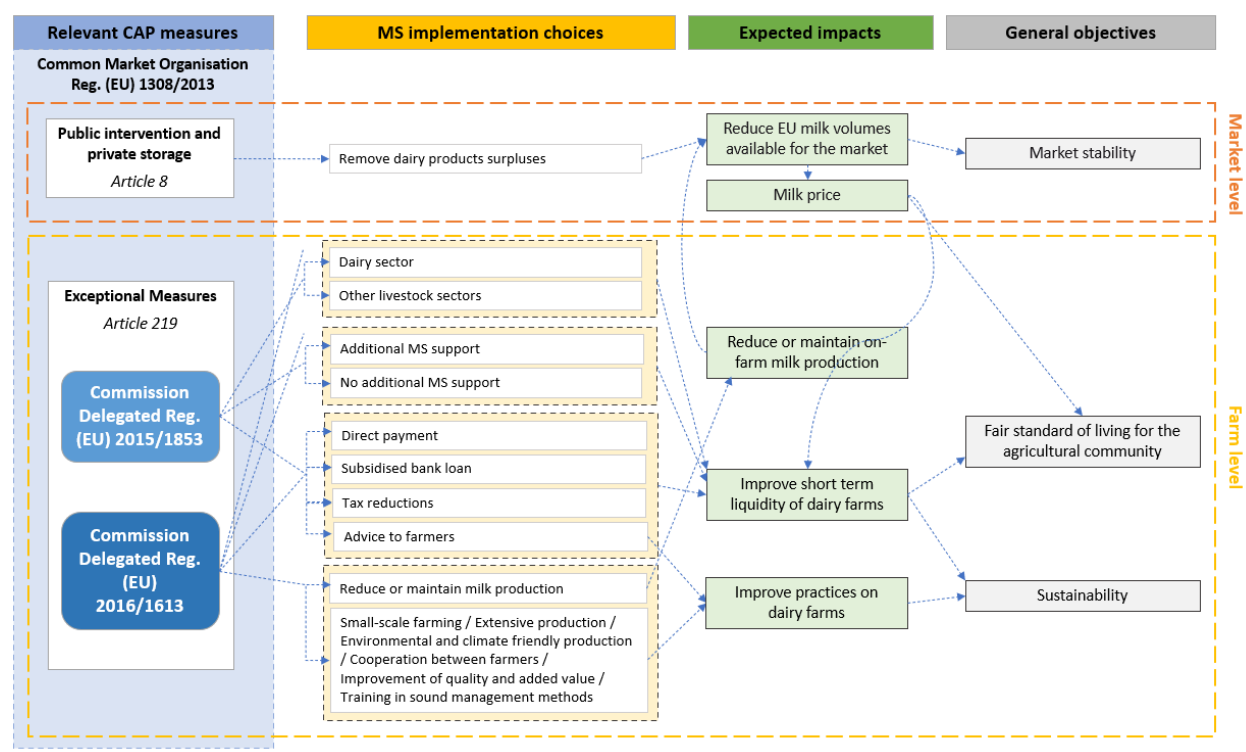 Relevant CAP measures
MS implementation choices
Expected impacts
General objectives
Common Market Organisation
Reg. (EU) 1308/2013
Public intervention and
private storage
Article 8
Remove dairy products surpluses
Reduce EU milk volumes
available for the market
Milk price
Market stability
Market level
Exceptional Measures
Article 219
Commission
Delegated Reg.
(EU) 2015/1853
Commission
Delegated Reg.
(EU)
2016/1613
Dairy sector
Other livestock sectors
Additional MS support
No additional MS support
Direct payment
Subsidised bank loan
Tax reductions
Advice to farmers
Reduce or maintain milk production
Small-scale farming / Extensive production /
Environmental and climate friendly production
/ Cooperation between farmers /
Improvement of quality and added value /
Training in sound management methods
Reduce or maintain on-
farm milk production
Improve short term
liquidity of dairy farms
Improve practices on
dairy farms
Fair standard of living for the
agricultural community
Sustainability
Farm level